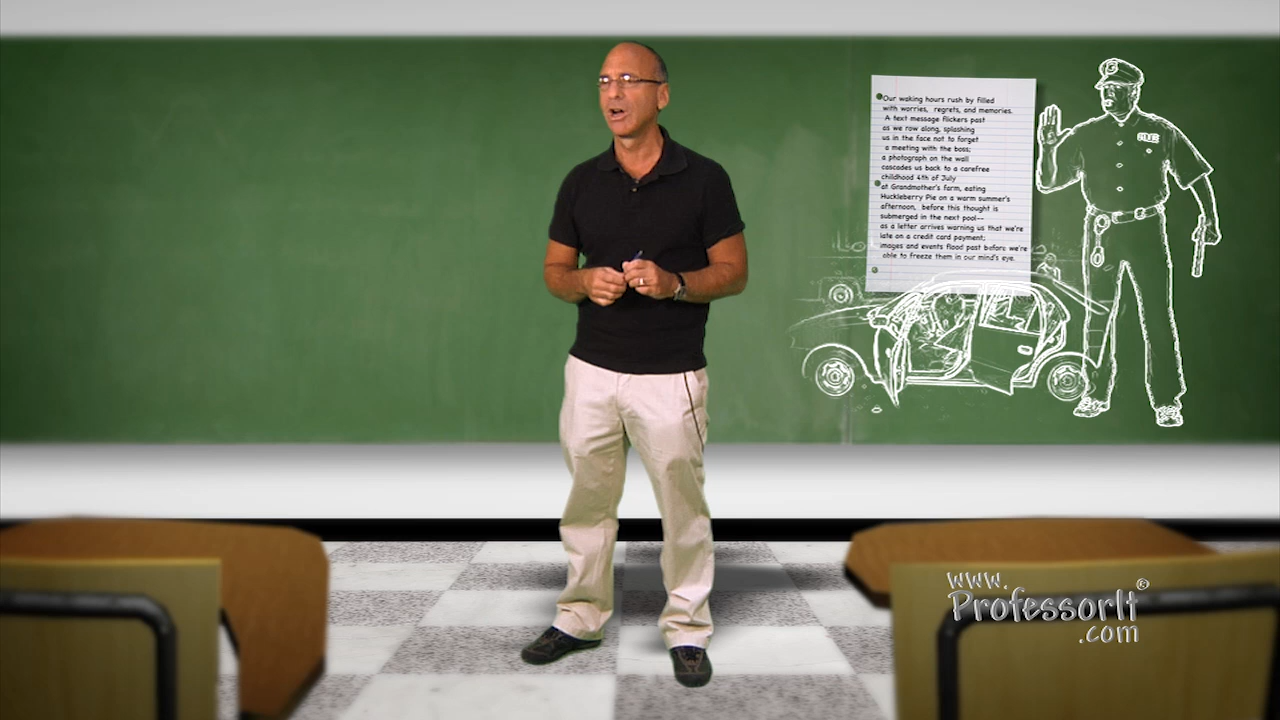 Our waking hours rush by filled
with worries, regrets, and memories.
A text message flickers past
as we row along, splashing
us in the face not to forget
a meeting with the boss;
a photograph on the wall
cascades us back to a carefree
childhood 4th of July
at Grandmother's farm, eating
Huckleberry Pie on a warm summer's
afternoon, before this thought is
submerged in the next pool--
as a letter arrives warning us that we're
late on a credit card payment;
images and events flood past before we're
able to freeze them in our mind's eye.
www.
ProfessorIt®
.com